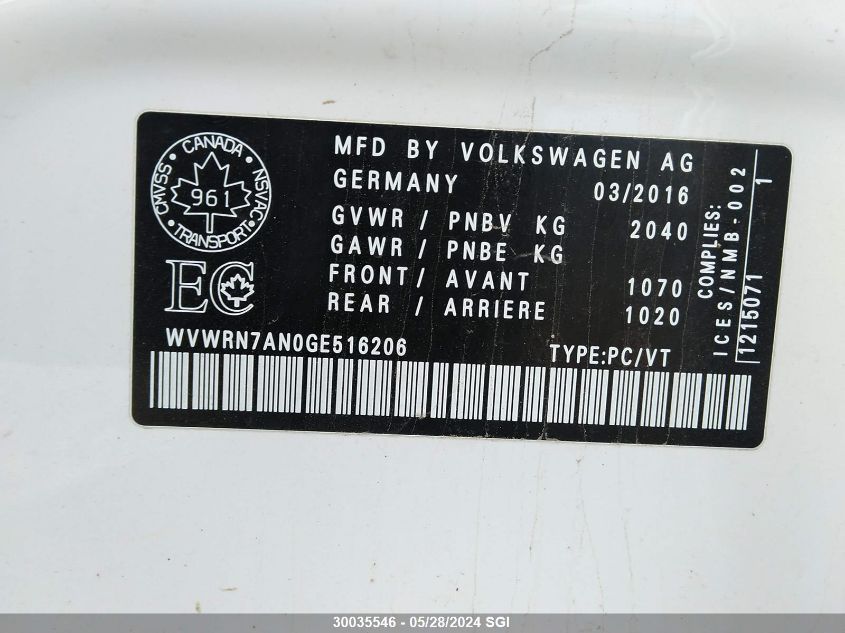 CANADA
CMVSS · NSVAC
961
TRANSPORT
EC
MFD BY VOLKSWAGEN AG
GERMANY 03/2016
GVWR / PNBV KG 2040
GAWR / PNBE KG
FRONT / AVANT 1070
REAR / ARRIERE 1020
WVWRN7AN0GE516206 TYPE:PC/VT
COMPLIES:
ICES/NMB-002
1215071 1
30035546 - 05/28/2024 SGI